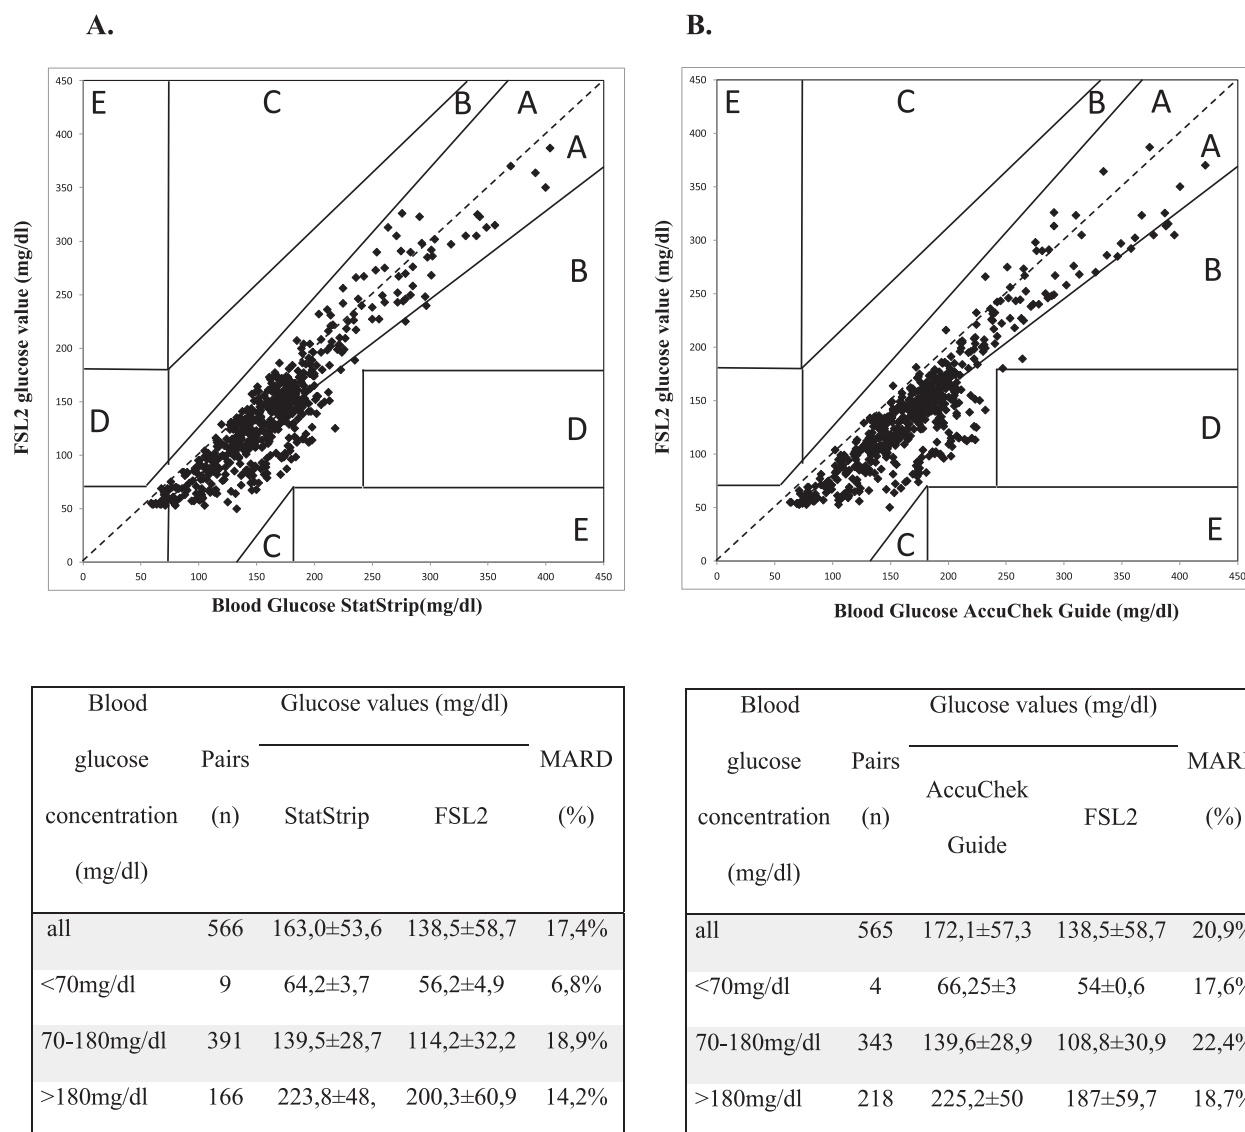 A.
B.
450
400
350
300
250
200
150
100
50
0
0 50 100 150 200 250 300 350 400 450
FSL2 glucose value (mg/dl)
Blood Glucose StatStrip(mg/dl)
E C B A
A
B
D D
C E
450
400
350
300
250
200
150
100
50
0
0 50 100 150 200 250 300 350 400 450
FSL2 glucose value (mg/dl)
Blood Glucose AccuChek Guide (mg/dl)
E C B A
A
B
D D
C E
Blood Glucose values (mg/dl)
glucose Pairs MARD
concentration (n) StatStrip FSL2 (%)
(mg/dl)
all 566 163,0±53,6 138,5±58,7 17,4%
<70mg/dl 9 64,2±3,7 56,2±4,9 6,8%
70-180mg/dl 391 139,5±28,7 114,2±32,2 18,9%
>180mg/dl 166 223,8±48, 200,3±60,9 14,2%
Blood Glucose values (mg/dl)
glucose Pairs MARD
AccuChek
concentration (n) FSL2 (%)
Guide
(mg/dl)
all 565 172,1±57,3 138,5±58,7 20,9%
<70mg/dl 4 66,25±3 54±0,6 17,6%
70-180mg/dl 343 139,6±28,9 108,8±30,9 22,4%
>180mg/dl 218 225,2±50 187±59,7 18,7%